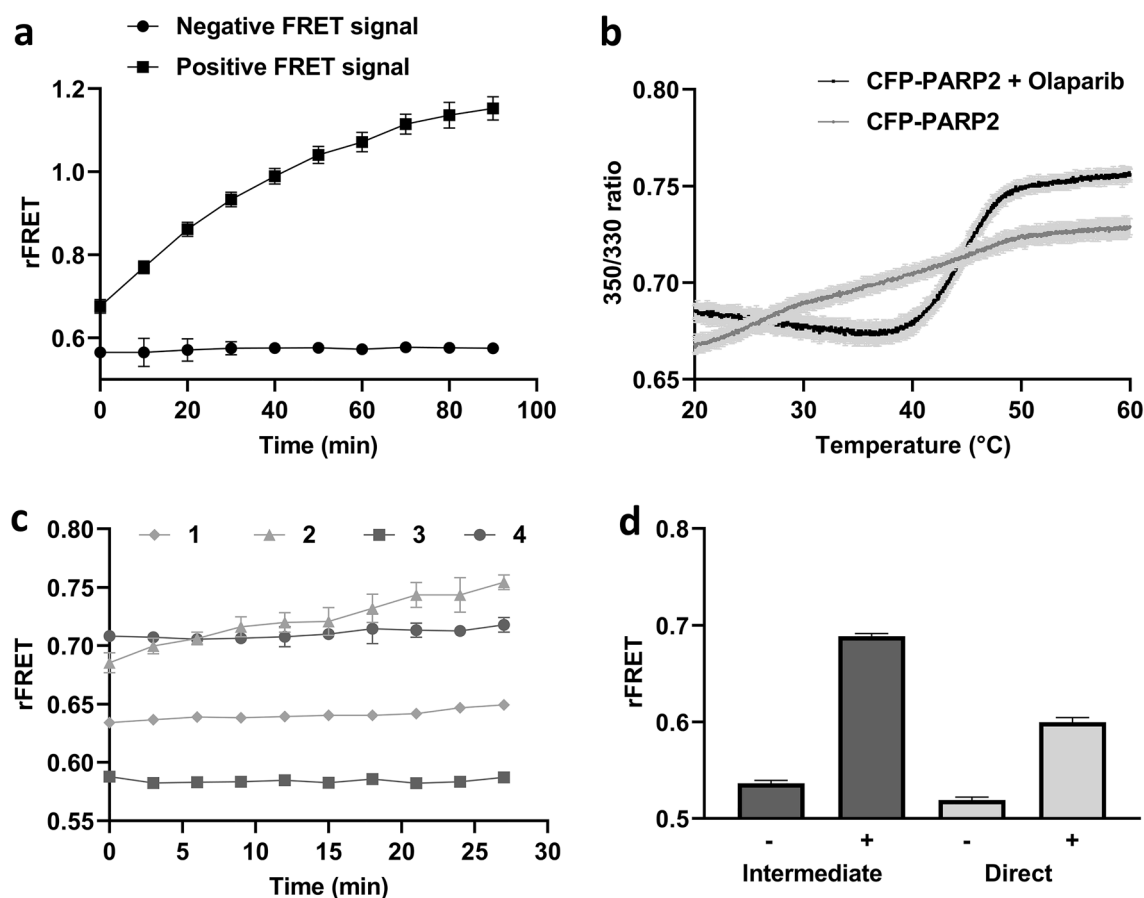 a
Negative FRET signal
Positive FRET signal
1.2
1.0
0.8
0.6
rFRET
0 20 40 60 80 100
Time (min)
b
CFP-PARP2 + Olaparib
CFP-PARP2
0.80
0.75
0.70
0.65
350/330 ratio
20 30 40 50 60
Temperature (°C)
c
1 2 3 4
0.80
0.75
0.70
0.65
0.60
0.55
rFRET
0 5 10 15 20 25 30
Time (min)
d
0.8
0.7
0.6
0.5
rFRET
- + - +
Intermediate Direct